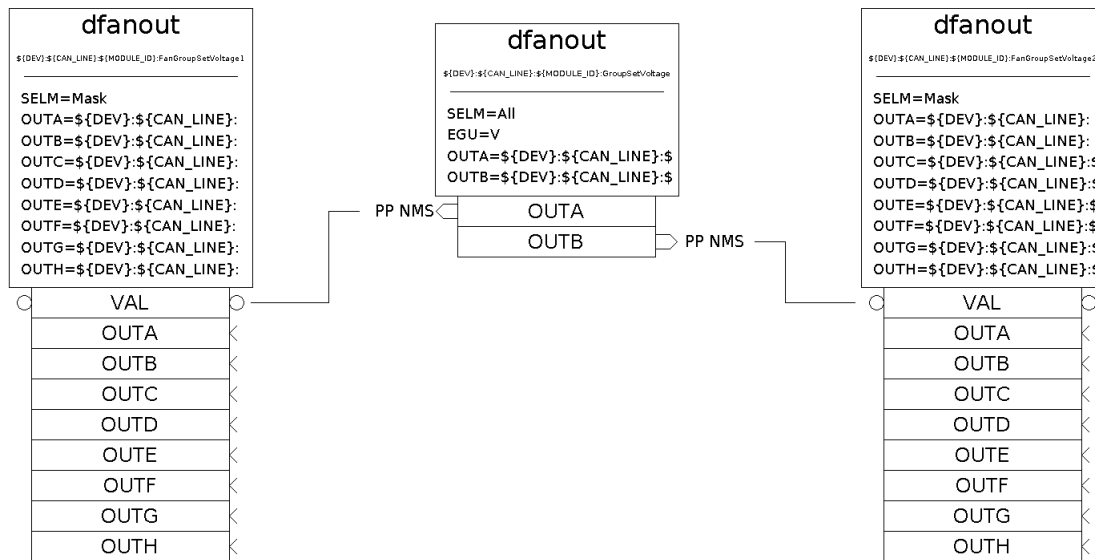 dfanout
${DEV}:${CAN_LINE}:${MODULE_ID}:FanGroupSetVoltage1
SELM=Mask
OUTA=${DEV}:${CAN_LINE}:
OUTB=${DEV}:${CAN_LINE}:
OUTC=${DEV}:${CAN_LINE}:
OUTD=${DEV}:${CAN_LINE}:
OUTE=${DEV}:${CAN_LINE}:
OUTF=${DEV}:${CAN_LINE}:
OUTG=${DEV}:${CAN_LINE}:
OUTH=${DEV}:${CAN_LINE}:
VAL
OUTA
OUTB
OUTC
OUTD
OUTE
OUTF
OUTG
OUTH
dfanout
${DEV}:${CAN_LINE}:${MODULE_ID}:GroupSetVoltage
SELM=All
EGU=V
OUTA=${DEV}:${CAN_LINE}:$
OUTB=${DEV}:${CAN_LINE}:$
PP NMS
OUTA
OUTB
PP NMS
dfanout
${DEV}:${CAN_LINE}:${MODULE_ID}:FanGroupSetVoltage2
SELM=Mask
OUTA=${DEV}:${CAN_LINE}:
OUTB=${DEV}:${CAN_LINE}:
OUTC=${DEV}:${CAN_LINE}:$
OUTD=${DEV}:${CAN_LINE}:$
OUTE=${DEV}:${CAN_LINE}:$
OUTF=${DEV}:${CAN_LINE}:$
OUTG=${DEV}:${CAN_LINE}:$
OUTH=${DEV}:${CAN_LINE}:$
VAL
OUTA
OUTB
OUTC
OUTD
OUTE
OUTF
OUTG
OUTH